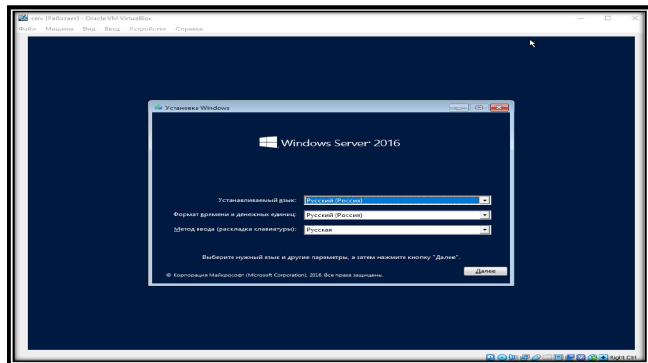 serv [Работает] - Oracle VM VirtualBox
Файл Машина Вид Ввод Устройства Справка
Установка Windows
Windows Server 2016
Устанавливаемый язык: Русский (Россия)
Формат времени и денежных единиц: Русский (Россия)
Метод ввода (раскладка клавиатуры): Русская
Выберите нужный язык и другие параметры, а затем нажмите кнопку "Далее".
© Корпорация Майкрософт (Microsoft Corporation), 2016. Все права защищены.
Далее
Right Ctrl